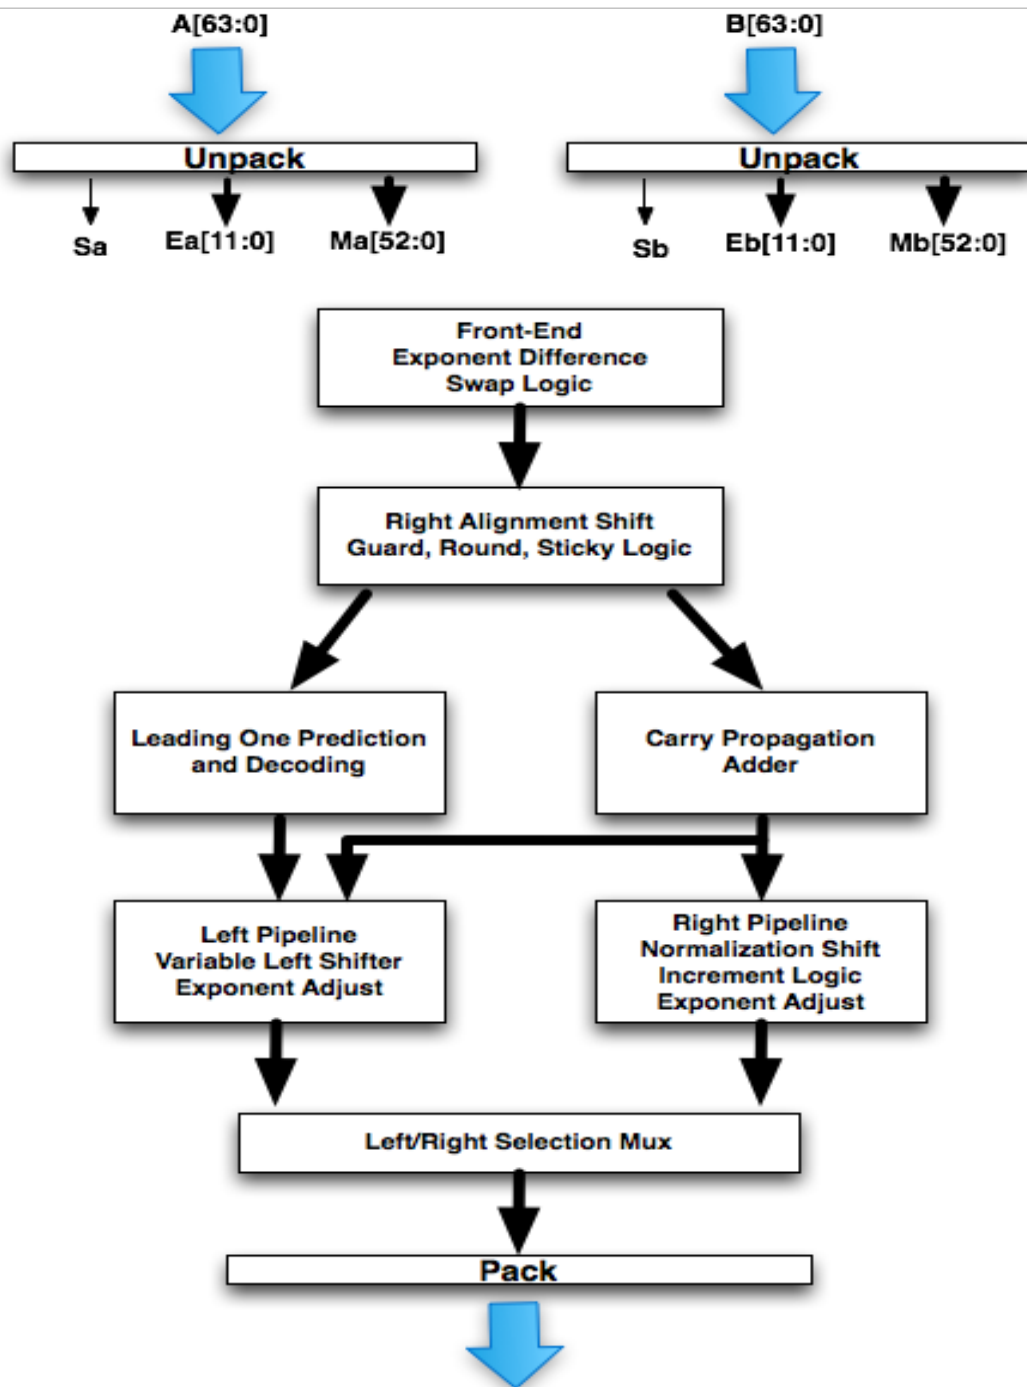 A[63:0]
B[63:0]
Unpack
Unpack
Sa
Ea[11:0]
Ma[52:0]
Sb
Eb[11:0]
Mb[52:0]
Front-End
Exponent Difference
Swap Logic
Right Alignment Shift
Guard, Round, Sticky Logic
Leading One Prediction
and Decoding
Carry Propagation
Adder
Left Pipeline
Variable Left Shifter
Exponent Adjust
Right Pipeline
Normalization Shift
Increment Logic
Exponent Adjust
Left/Right Selection Mux
Pack